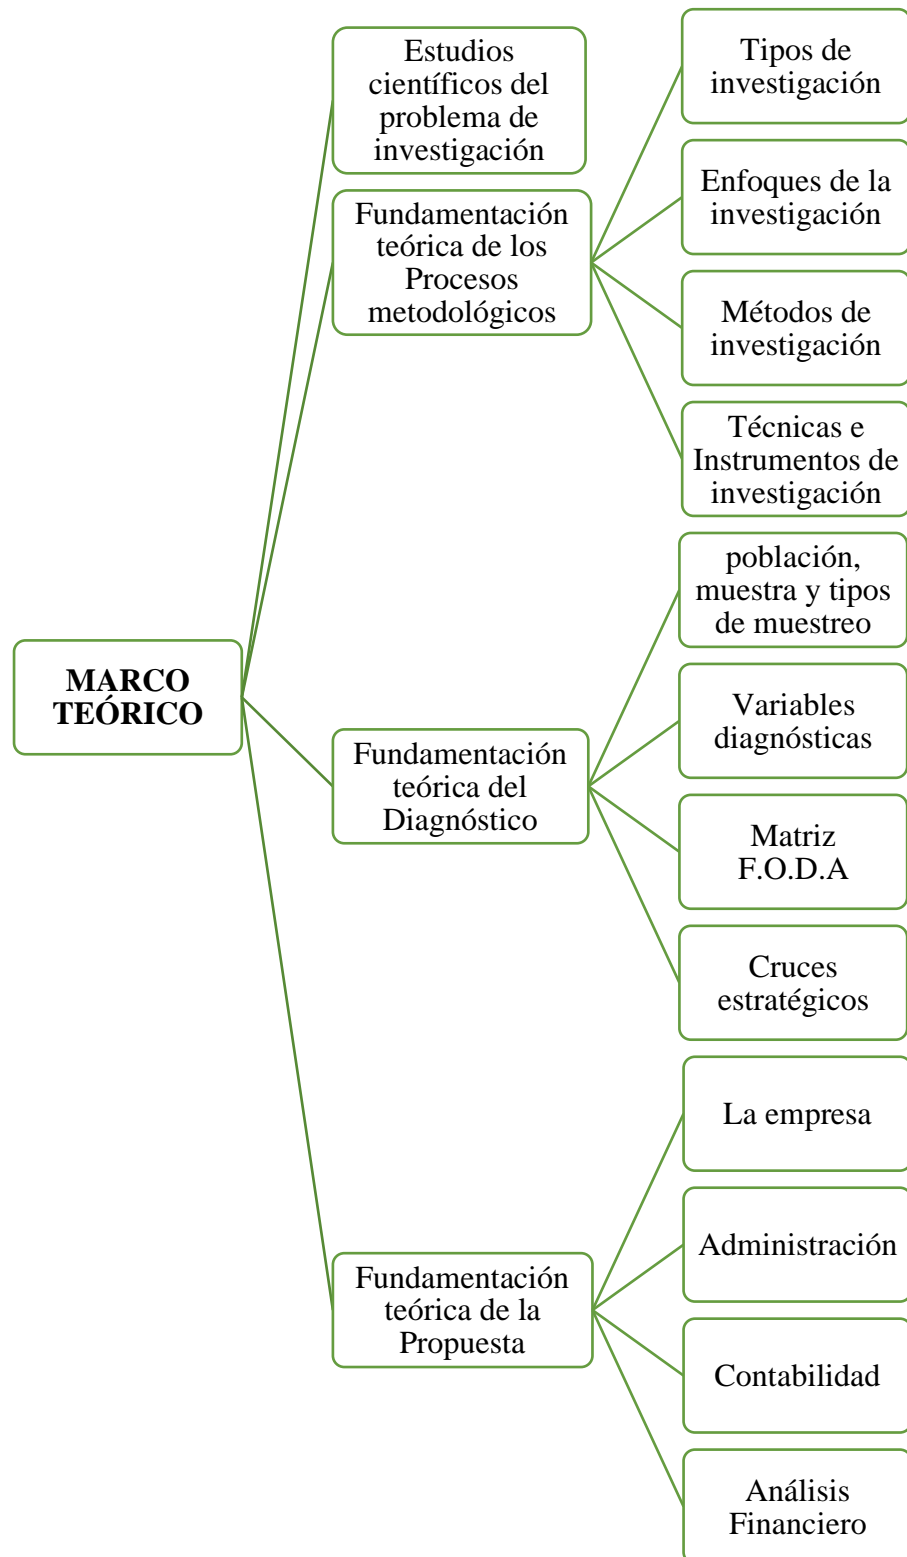 MARCO
TEÓRICO
Estudios
científicos del
problema de
investigación
Fundamentación
teórica de los
Procesos
metodológicos
Tipos de
investigación
Enfoques de la
investigación
Métodos de
investigación
Técnicas e
Instrumentos de
investigación
Fundamentación
teórica del
Diagnóstico
población,
muestra y tipos
de muestreo
Variables
diagnósticas
Matriz
F.O.D.A
Cruces
estratégicos
Fundamentación
teórica de la
Propuesta
La empresa
Administración
Contabilidad
Análisis
Financiero